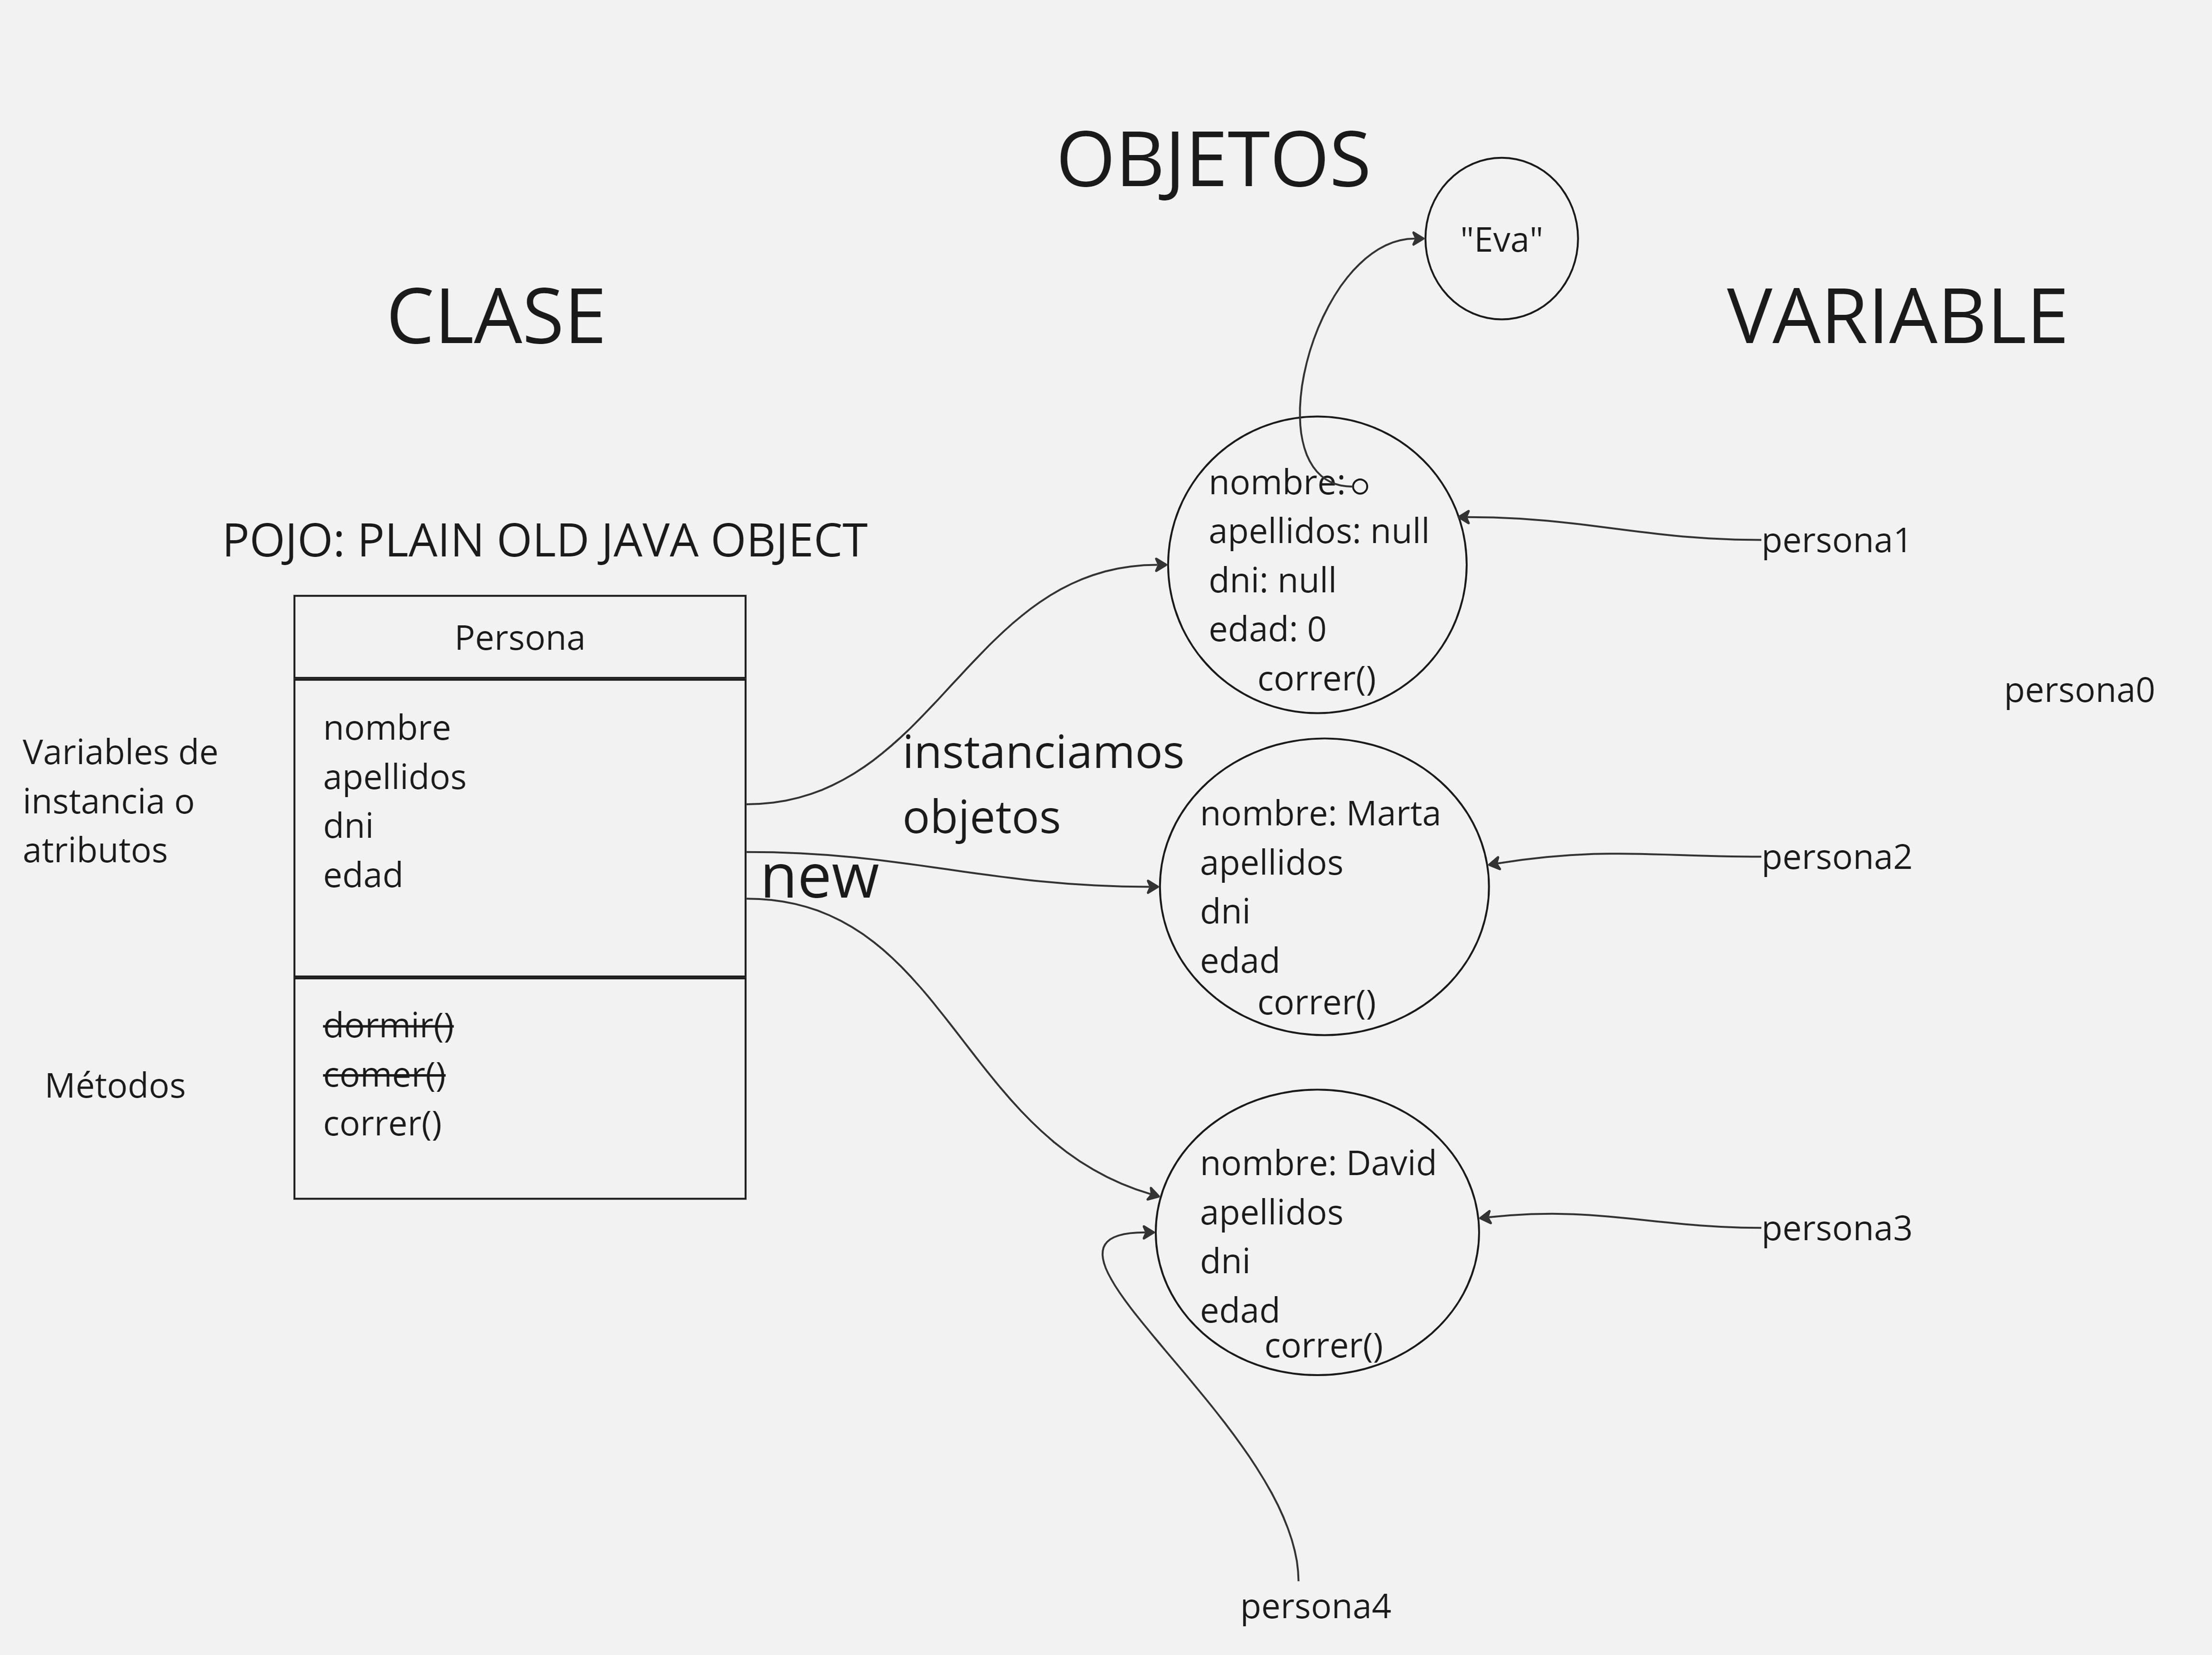 OBJETOS
"Eva"
CLASE
VARIABLE
nombre:
apellidos: null
dni: null
edad: 0
correr()
persona1
POJO: PLAIN OLD JAVA OBJECT
Persona
persona0
Variables de
instancia o
atributos
nombre
apellidos
dni
edad
instanciamos
objetos
new
nombre: Marta
apellidos
dni
edad
correr()
persona2
Métodos
dormir()
comer()
correr()
nombre: David
apellidos
dni
edad
correr()
persona3
persona4